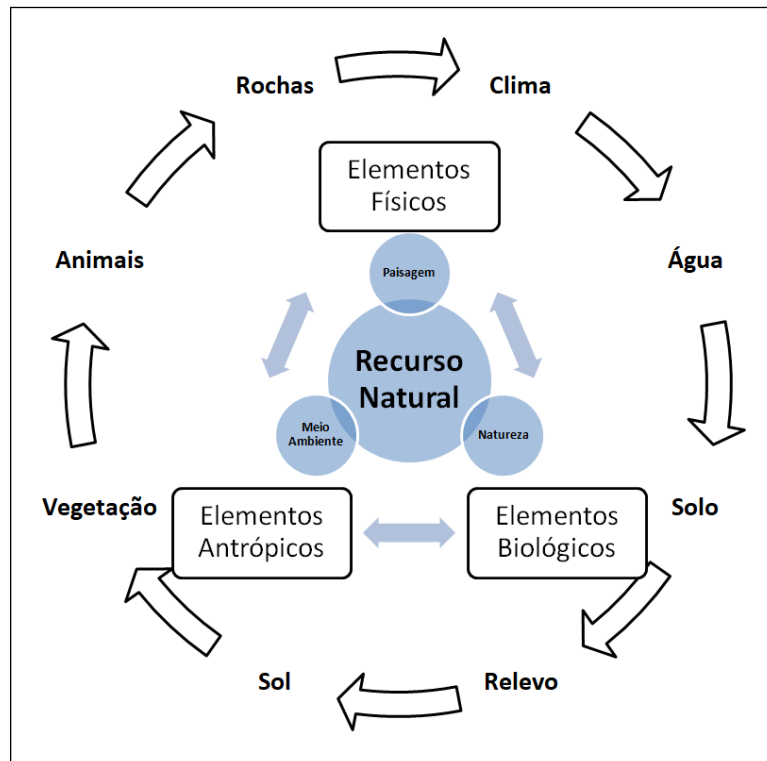 Rochas
Clima
Elementos
Físicos
Animais
Água
Paisagem
Recurso
Natural
Meio
Ambiente
Natureza
Vegetação
Elementos
Antrópicos
Elementos
Biológicos
Solo
Sol
Relevo